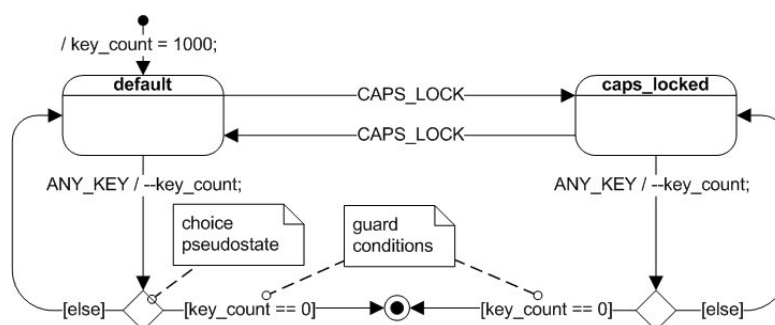 / key_count = 1000;
default
caps_locked
CAPS_LOCK
CAPS_LOCK
ANY_KEY / --key_count;
ANY_KEY / --key_count;
choice
pseudostate
guard
conditions
[else]
[key_count == 0]
[key_count == 0]
[else]